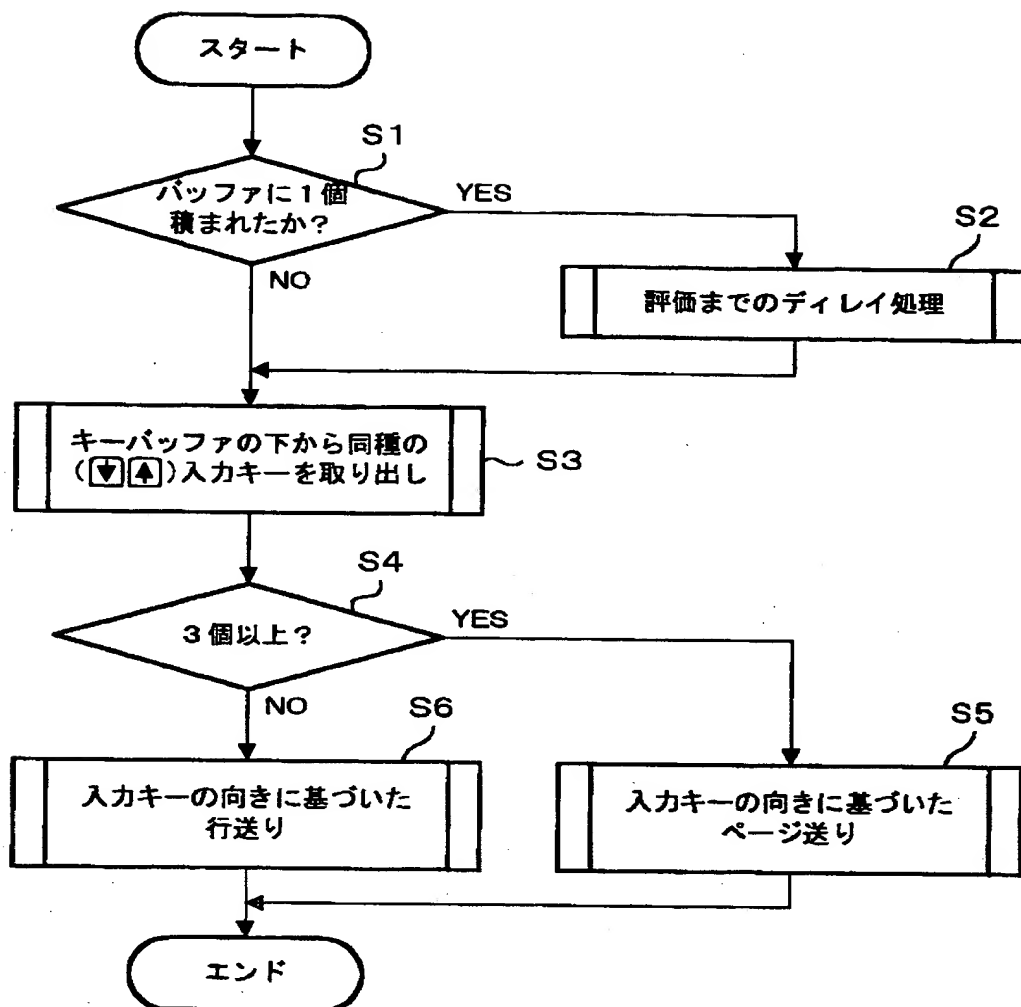 スタート
S1
バッファに1個
積まれたか?
YES
NO
S2
評価までのディレイ処理
キーバッファの下から同種の
(▼▲)入力キーを取り出し
S3
S4
3個以上?
YES
NO
S6
入力キーの向きに基づいた
行送り
S5
入力キーの向きに基づいた
ページ送り
エンド